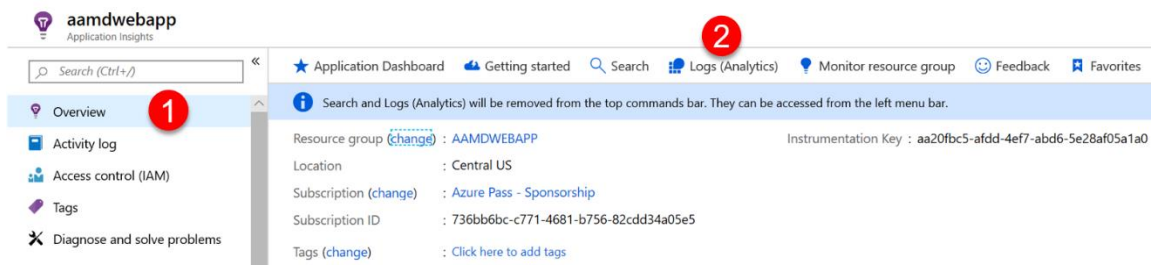 aamdwebapp
Application Insights
2
Search (Ctrl+/)
«
Application Dashboard Getting started Search Logs (Analytics) Monitor resource group Feedback Favorites
Search and Logs (Analytics) will be removed from the top commands bar. They can be accessed from the left menu bar.
Overview
1
Activity log
Access control (IAM)
Tags
Diagnose and solve problems
Resource group (change) : AAMDWEBAPP
Instrumentation Key : aa20fbc5-afdd-4ef7-abd6-5e28af05a1a0
Location : Central US
Subscription (change) : Azure Pass - Sponsorship
Subscription ID : 736bb6bc-c771-4681-b756-82cdd34a05e5
Tags (change) : Click here to add tags